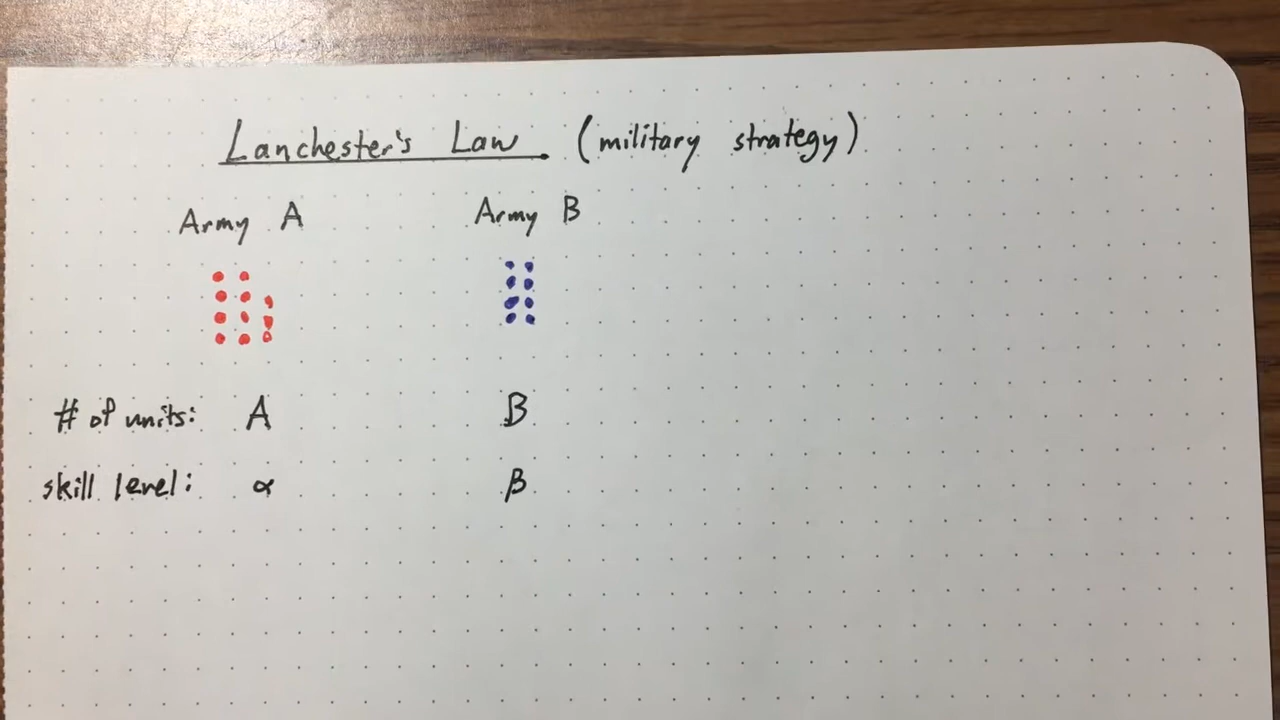 Lanchester's Law (military strategy)
Army A Army B
# of units: A B
skill level: α β